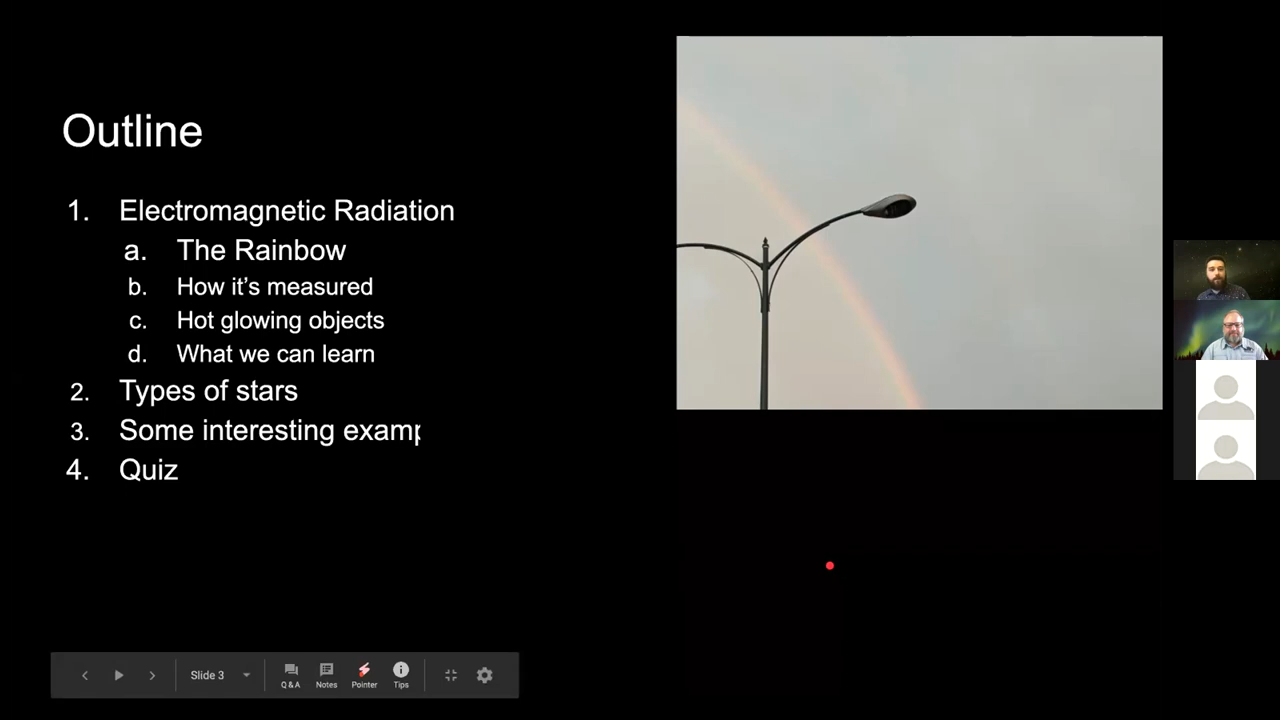 Outline
1. Electromagnetic Radiation
a. The Rainbow
b. How it's measured
c. Hot glowing objects
d. What we can learn
2. Types of stars
3. Some interesting examp
4. Quiz
Slide 3
Q & A
Notes
Pointer
Tips